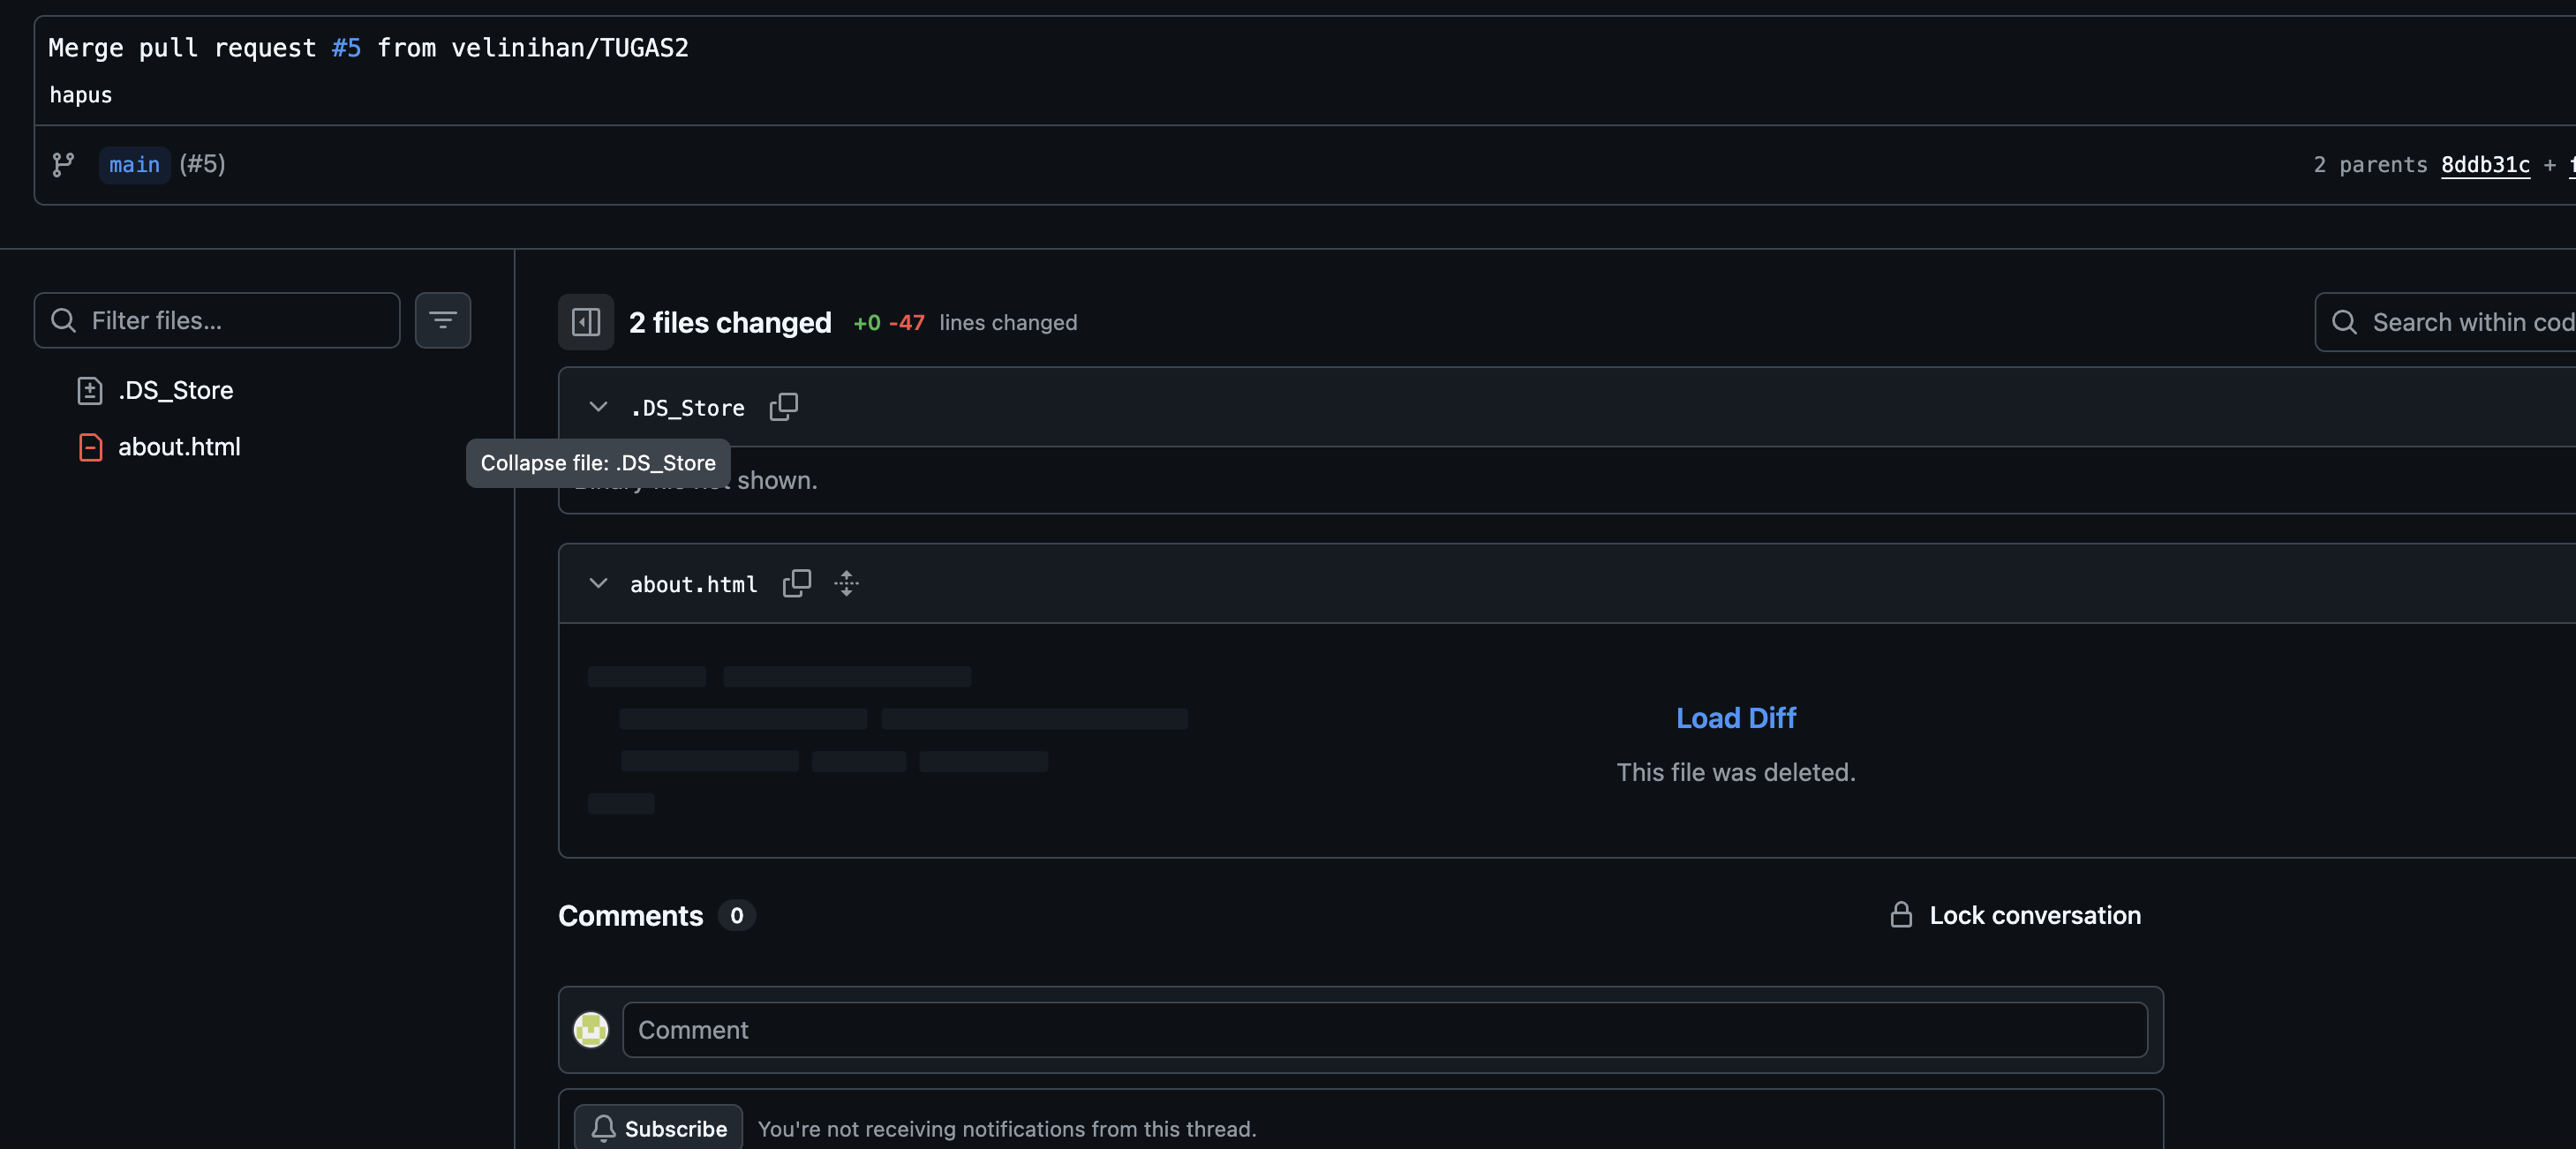 Merge pull request #5 from velinihan/TUGAS2
hapus
main (#5)
2 parents 8ddb31c +
Filter files...
.DS_Store
about.html
2 files changed +0 -47 lines changed
Search within cod
.DS_Store
Collapse file: .DS_Store
shown.
about.html
Load Diff
This file was deleted.
Comments 0
Lock conversation
Comment
Subscribe You're not receiving notifications from this thread.